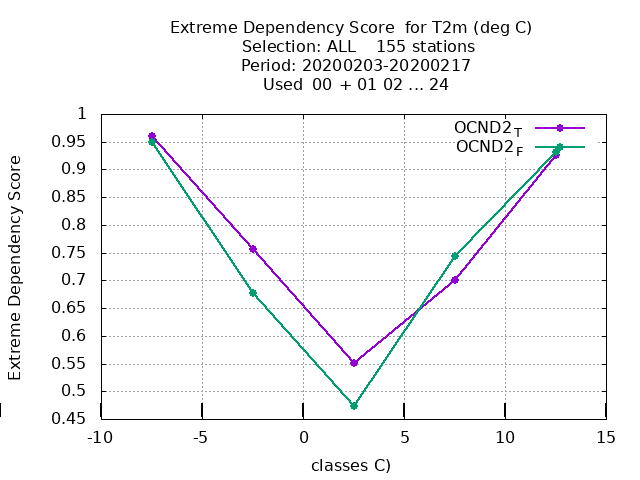 Extreme Dependency Score for T2m (deg C)
Selection: ALL 155 stations
Period: 20200203-20200217
Used 00 + 01 02 ... 24
OCND2T
OCND2F
1
0.95
0.9
0.85
0.8
0.75
0.7
0.65
0.6
0.55
0.5
0.45
Extreme Dependency Score
-10 -5 0 5 10 15
classes C)